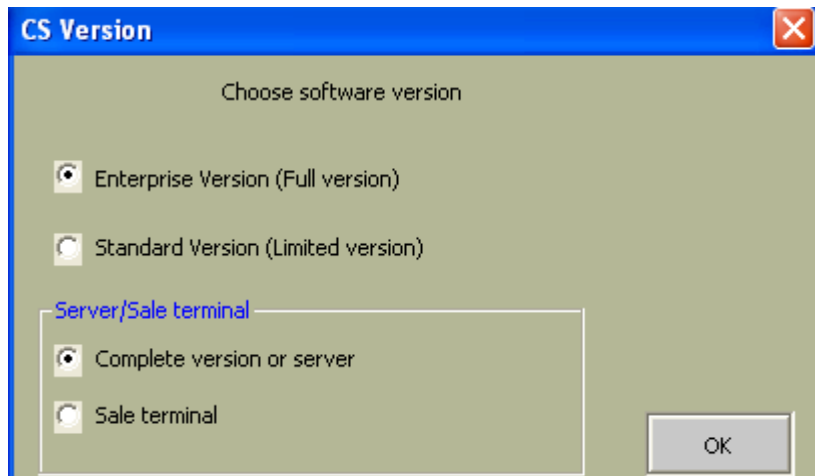 CS Version
Choose software version
Enterprise Version (Full version)
Standard Version (Limited version)
Server/Sale terminal
Complete version or server
Sale terminal
OK